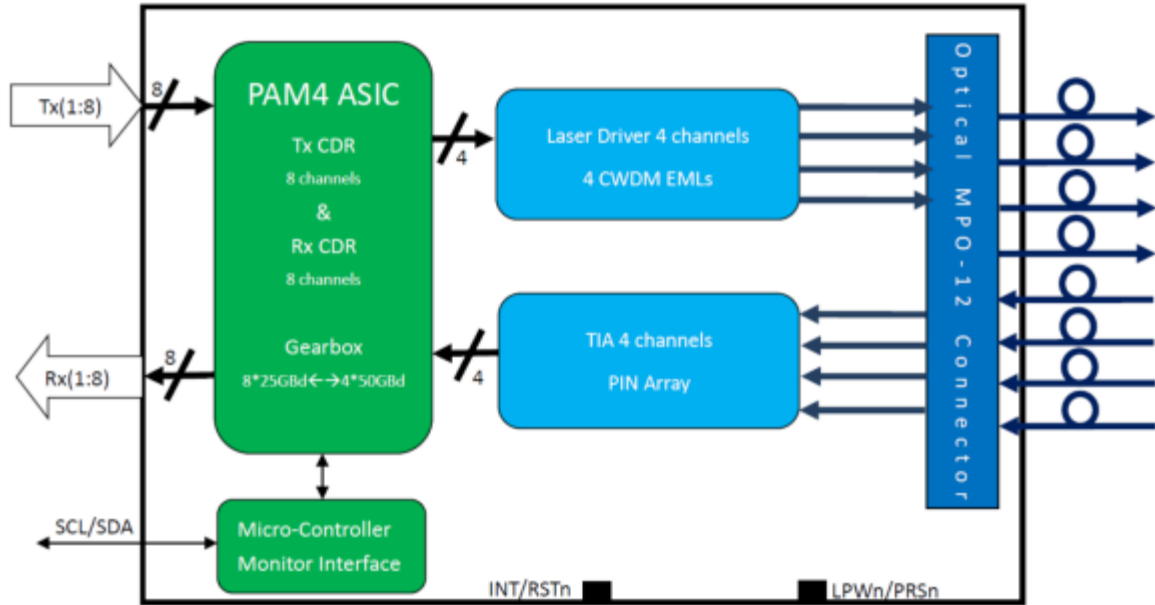 Tx(1:8)
8
PAM4 ASIC
Tx CDR
8 channels
&
Rx CDR
8 channels
Gearbox
8*25GBd←→4*50GBd
4
Laser Driver 4 channels
4 CWDM EMLs
Optical MPO-12 Connector
Rx(1:8)
8
4
TIA 4 channels
PIN Array
SCL/SDA
Micro-Controller
Monitor Interface
INT/RSTn
LPWn/PRSn